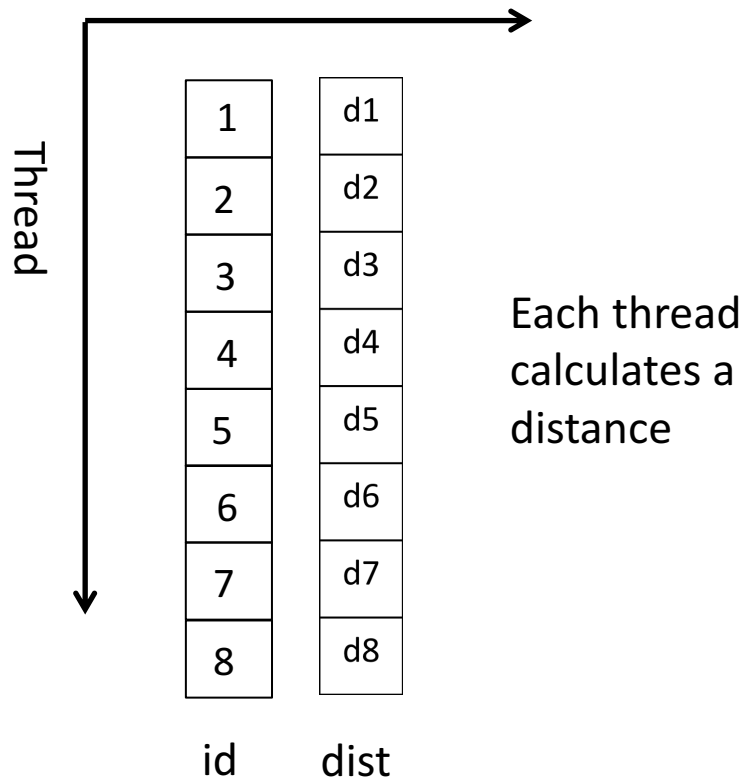 Thread
1
d1
2
d2
3
d3
4
d4
5
d5
6
d6
7
d7
8
d8
id
dist
Each thread
calculates a
distance